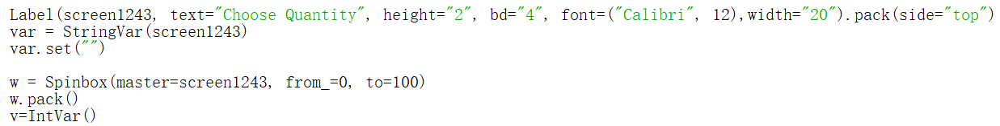 Label(screen1243, text="Choose Quantity", height="2", bd="4", font=("Calibri", 12),width="20").pack(side="top")
var = StringVar(screen1243)
var.set("")
w = Spinbox(master=screen1243, from_=0, to=100)
w.pack()
v=IntVar()